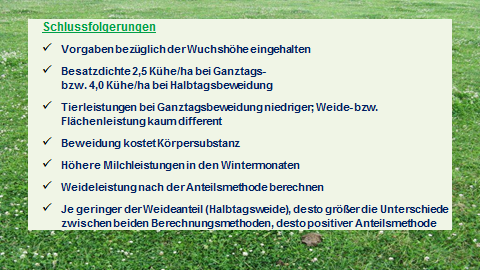 Schlussfolgerungen
✓ Vorgaben bezüglich der Wuchshöhe eingehalten
✓ Besatzdichte 2,5 Kühe/ha bei Ganztags-
bzw. 4,0 Kühe/ha bei Halbtagsbeweidung
✓ Tierleistungen bei Ganztagsbeweidung niedriger; Weide- bzw.
Flächenleistung kaum different
✓ Beweidung kostet Körpersubstanz
✓ Höhere Milchleistungen in den Wintermonaten
✓ Weideleistung nach der Anteilsmethode berechnen
✓ Je geringer der Weideanteil (Halbtagsweide), desto größer die Unterschiede
zwischen beiden Berechnungsmethoden, desto positiver Anteilsmethode